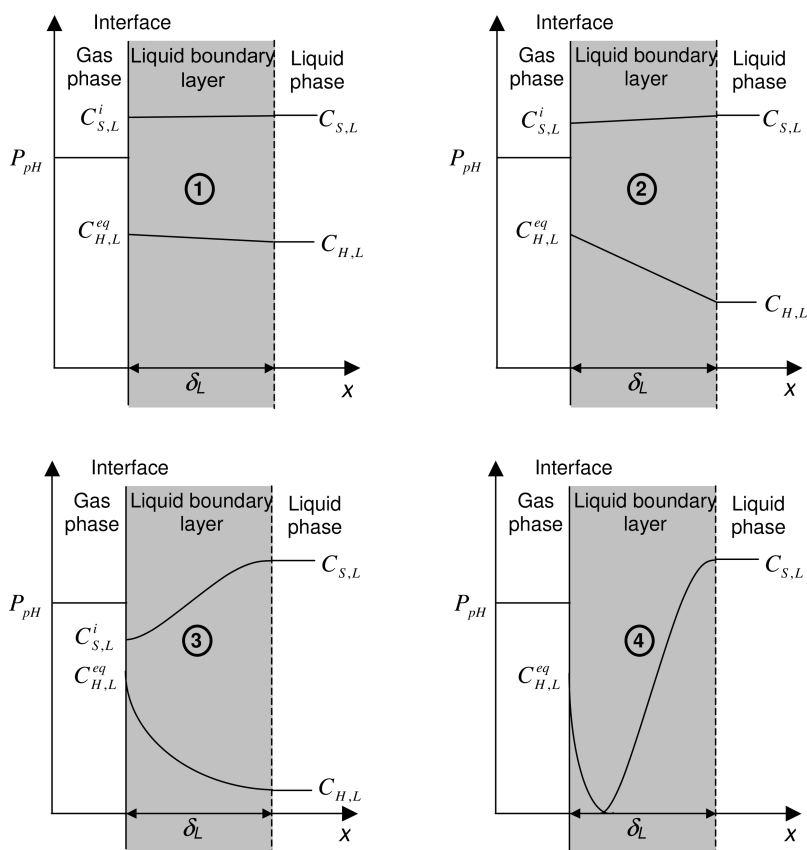 Interface
Gas phase
Liquid boundary layer
Liquid phase
C^i_{S,L}
C_{S,L}
P_{pH}
1
C^{eq}_{H,L}
C_{H,L}
δ_L
x
Interface
Gas phase
Liquid boundary layer
Liquid phase
C^i_{S,L}
C_{S,L}
P_{pH}
2
C^{eq}_{H,L}
C_{H,L}
δ_L
x
Interface
Gas phase
Liquid boundary layer
Liquid phase
C_{S,L}
P_{pH}
C^i_{S,L}
3
C^{eq}_{H,L}
C_{H,L}
δ_L
x
Interface
Gas phase
Liquid boundary layer
Liquid phase
C_{S,L}
P_{pH}
4
C^{eq}_{H,L}
δ_L
x